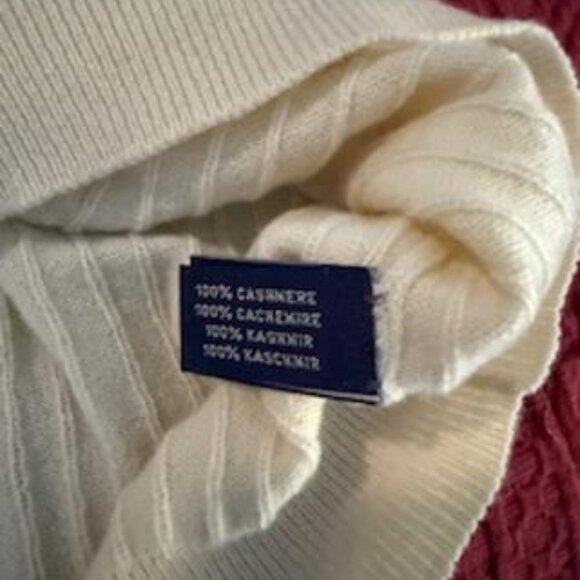 100% CASHMERE
100% CACHEMIRE
100% KASHMIR
100% KASCHMIR